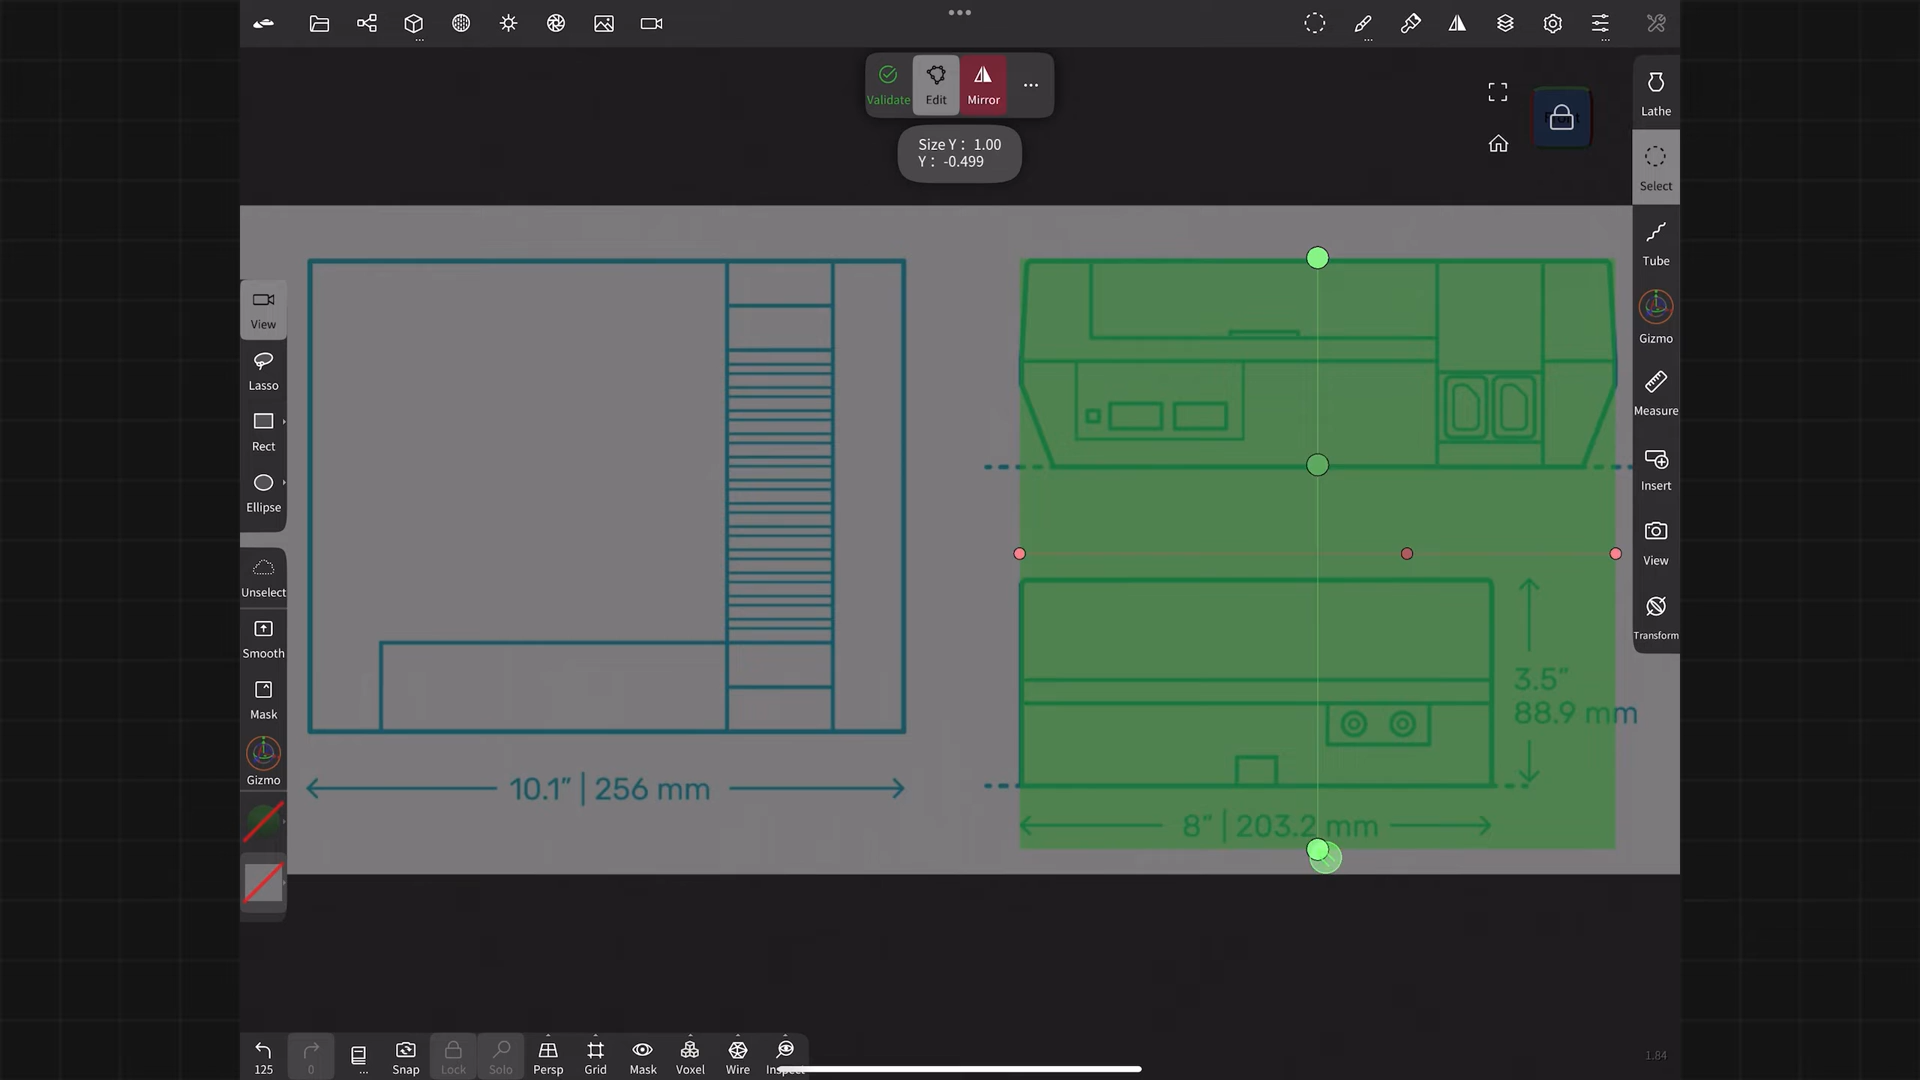 Validate
Edit
Mirror
Size Y : 1.00
Y : -0.499
Lathe
Select
Tube
Gizmo
Measure
Insert
View
Transform
View
Lasso
Rect
Ellipse
Unselect
Smooth
Mask
Gizmo
3.5"
88.9 mm
10.1" | 256 mm
8" | 203.2 mm
125
0
Snap
Lock
Solo
Persp
Grid
Mask
Voxel
Wire
Inspect
1.84